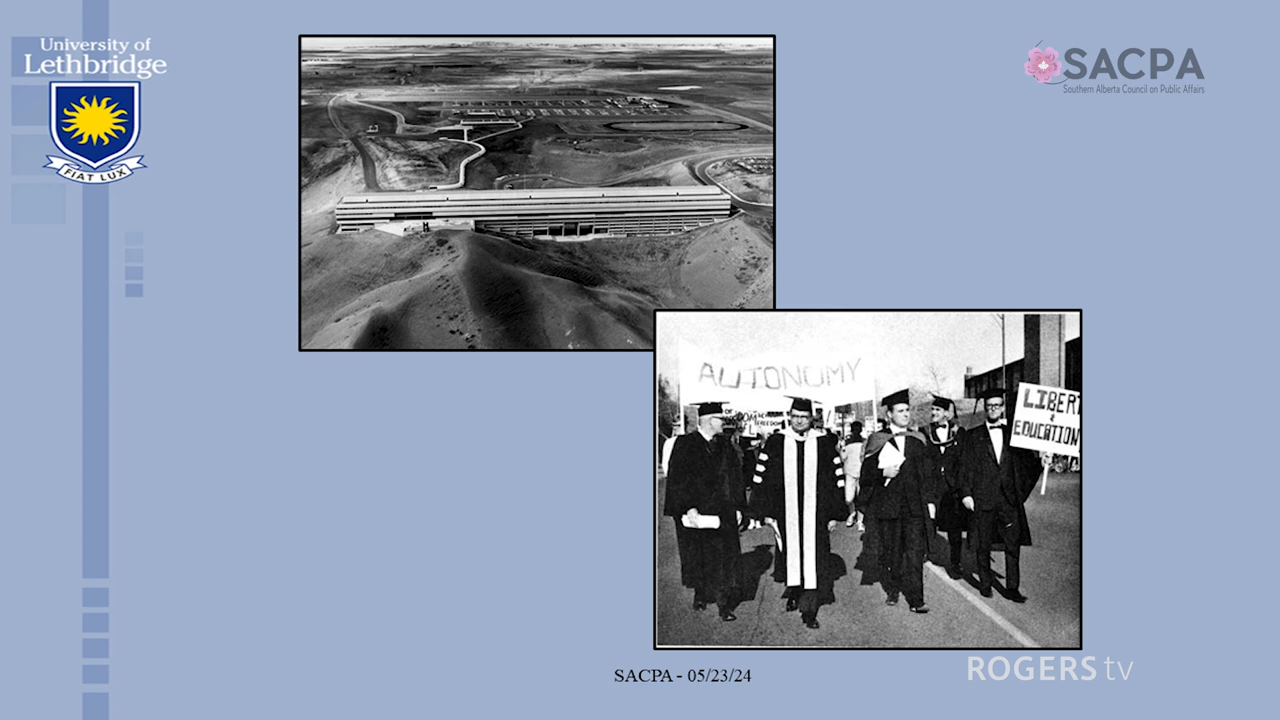 University of
Lethbridge
FIAT LUX
SACPA
Southern Alberta Council on Public Affairs
AUTONOMY
LIBERT
&
EDUCATION
SACPA - 05/23/24
ROGERS tv